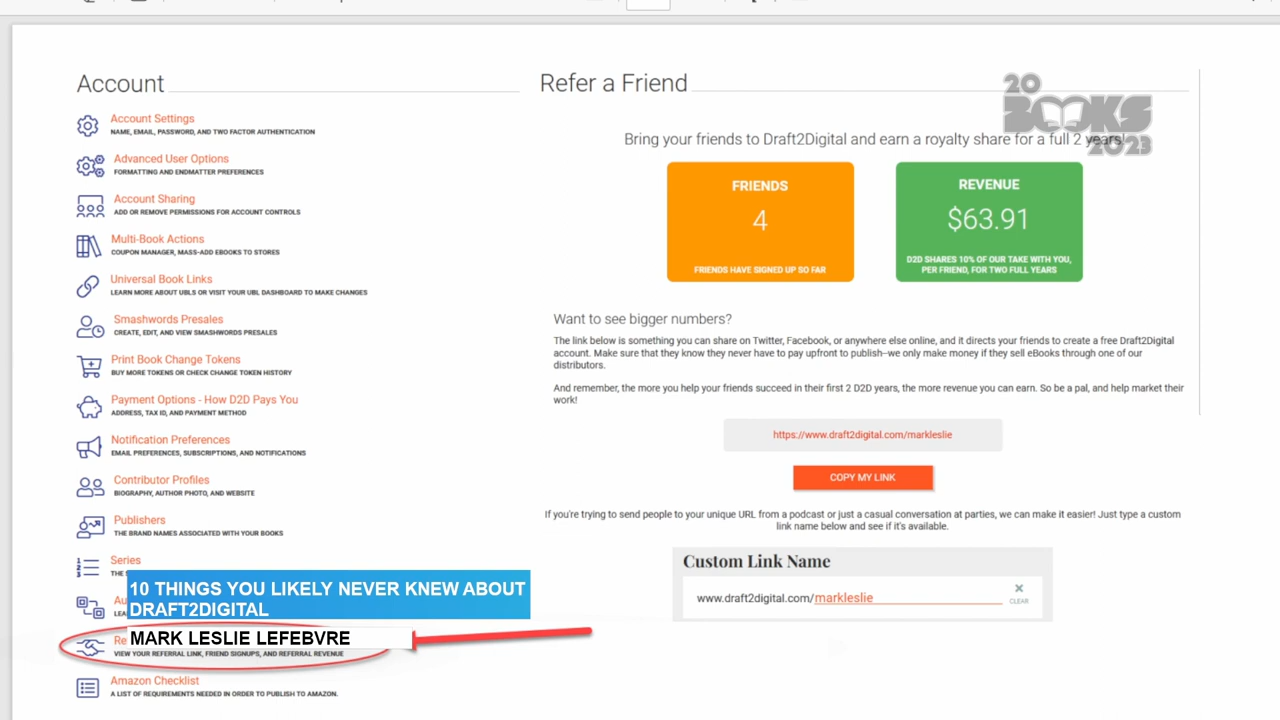 Account
Account Settings
NAME, EMAIL, PASSWORD, AND TWO FACTOR AUTHENTICATION
Advanced User Options
FORMATTING AND ENDMATTER PREFERENCES
Account Sharing
ADD OR REMOVE PERMISSIONS FOR ACCOUNT CONTROLS
Multi-Book Actions
COUPON MANAGER, MASS-ADD EBOOKS TO STORES
Universal Book Links
LEARN MORE ABOUT UBLS OR VISIT YOUR UBL DASHBOARD TO MAKE CHANGES
Smashwords Presales
CREATE, EDIT, AND VIEW SMASHWORDS PRESALES
Print Book Change Tokens
BUY MORE TOKENS OR CHECK CHANGE TOKEN HISTORY
Payment Options - How D2D Pays You
ADDRESS, TAX ID, AND PAYMENT METHOD
Notification Preferences
EMAIL PREFERENCES, SUBSCRIPTIONS, AND NOTIFICATIONS
Contributor Profiles
BIOGRAPHY, AUTHOR PHOTO, AND WEBSITE
Publishers
THE BRAND NAMES ASSOCIATED WITH YOUR BOOKS
Series
10 THINGS YOU LIKELY NEVER KNEW ABOUT
DRAFT2DIGITAL
MARK LESLIE LEFEBVRE
VIEW YOUR REFERRAL LINK, FRIEND SIGNUPS, AND REFERRAL REVENUE
Amazon Checklist
A LIST OF REQUIREMENTS NEEDED IN ORDER TO PUBLISH TO AMAZON.
Refer a Friend
20
BOOKS
2023
Bring your friends to Draft2Digital and earn a royalty share for a full 2 years!
FRIENDS
4
FRIENDS HAVE SIGNED UP SO FAR
REVENUE
$63.91
D2D SHARES 10% OF OUR TAKE WITH YOU,
PER FRIEND, FOR TWO FULL YEARS
Want to see bigger numbers?
The link below is something you can share on Twitter, Facebook, or anywhere else online, and it directs your friends to create a free Draft2Digital
account. Make sure that they know they never have to pay upfront to publish–we only make money if they sell eBooks through one of our
distributors.
And remember, the more you help your friends succeed in their first 2 D2D years, the more revenue you can earn. So be a pal, and help market their
work!
https://www.draft2digital.com/markleslie
COPY MY LINK
If you're trying to send people to your unique URL from a podcast or just a casual conversation at parties, we can make it easier! Just type a custom
link name below and see if it's available.
Custom Link Name
www.draft2digital.com/markleslie
CLEAR